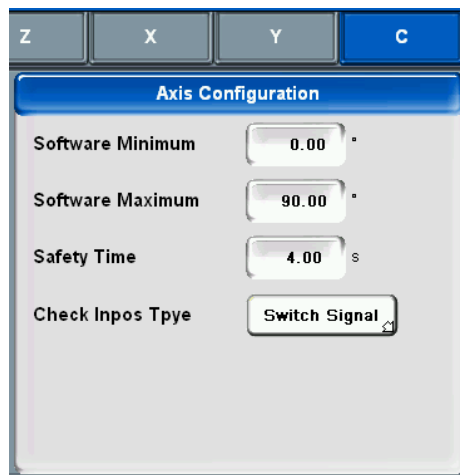 Z X Y C
Axis Configuration
Software Minimum 0.00 °
Software Maximum 90.00 °
Safety Time 4.00 s
Check Inpos Tpye Switch Signal